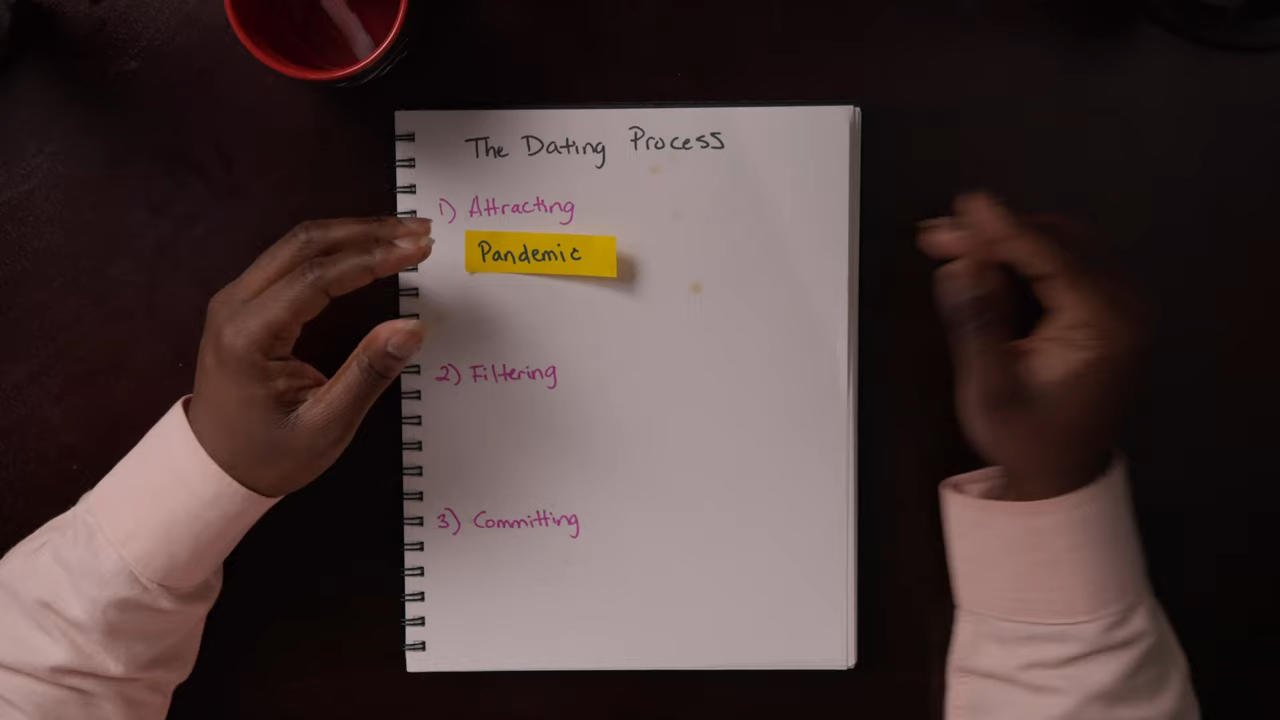 The Dating Process
1) Attracting
Pandemic
2) Filtering
3) Committing